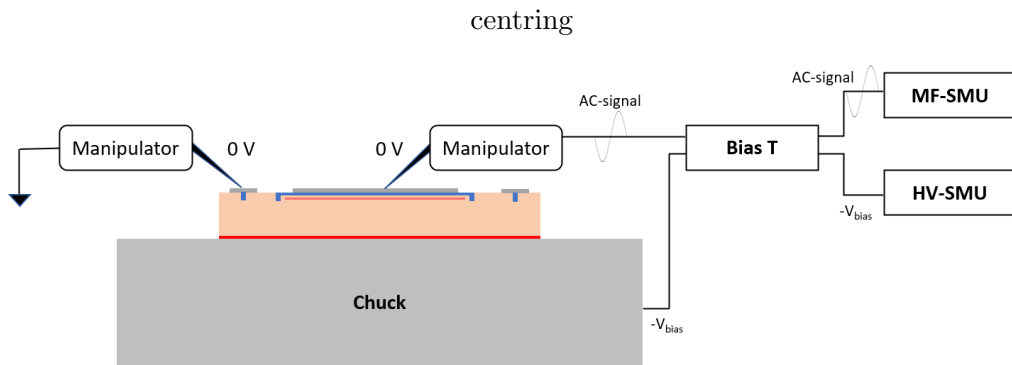 centring
AC-signal
MF-SMU
AC-signal
Manipulator
0 V
0 V
Manipulator
Bias T
HV-SMU
-Vbias
Chuck
-Vbias